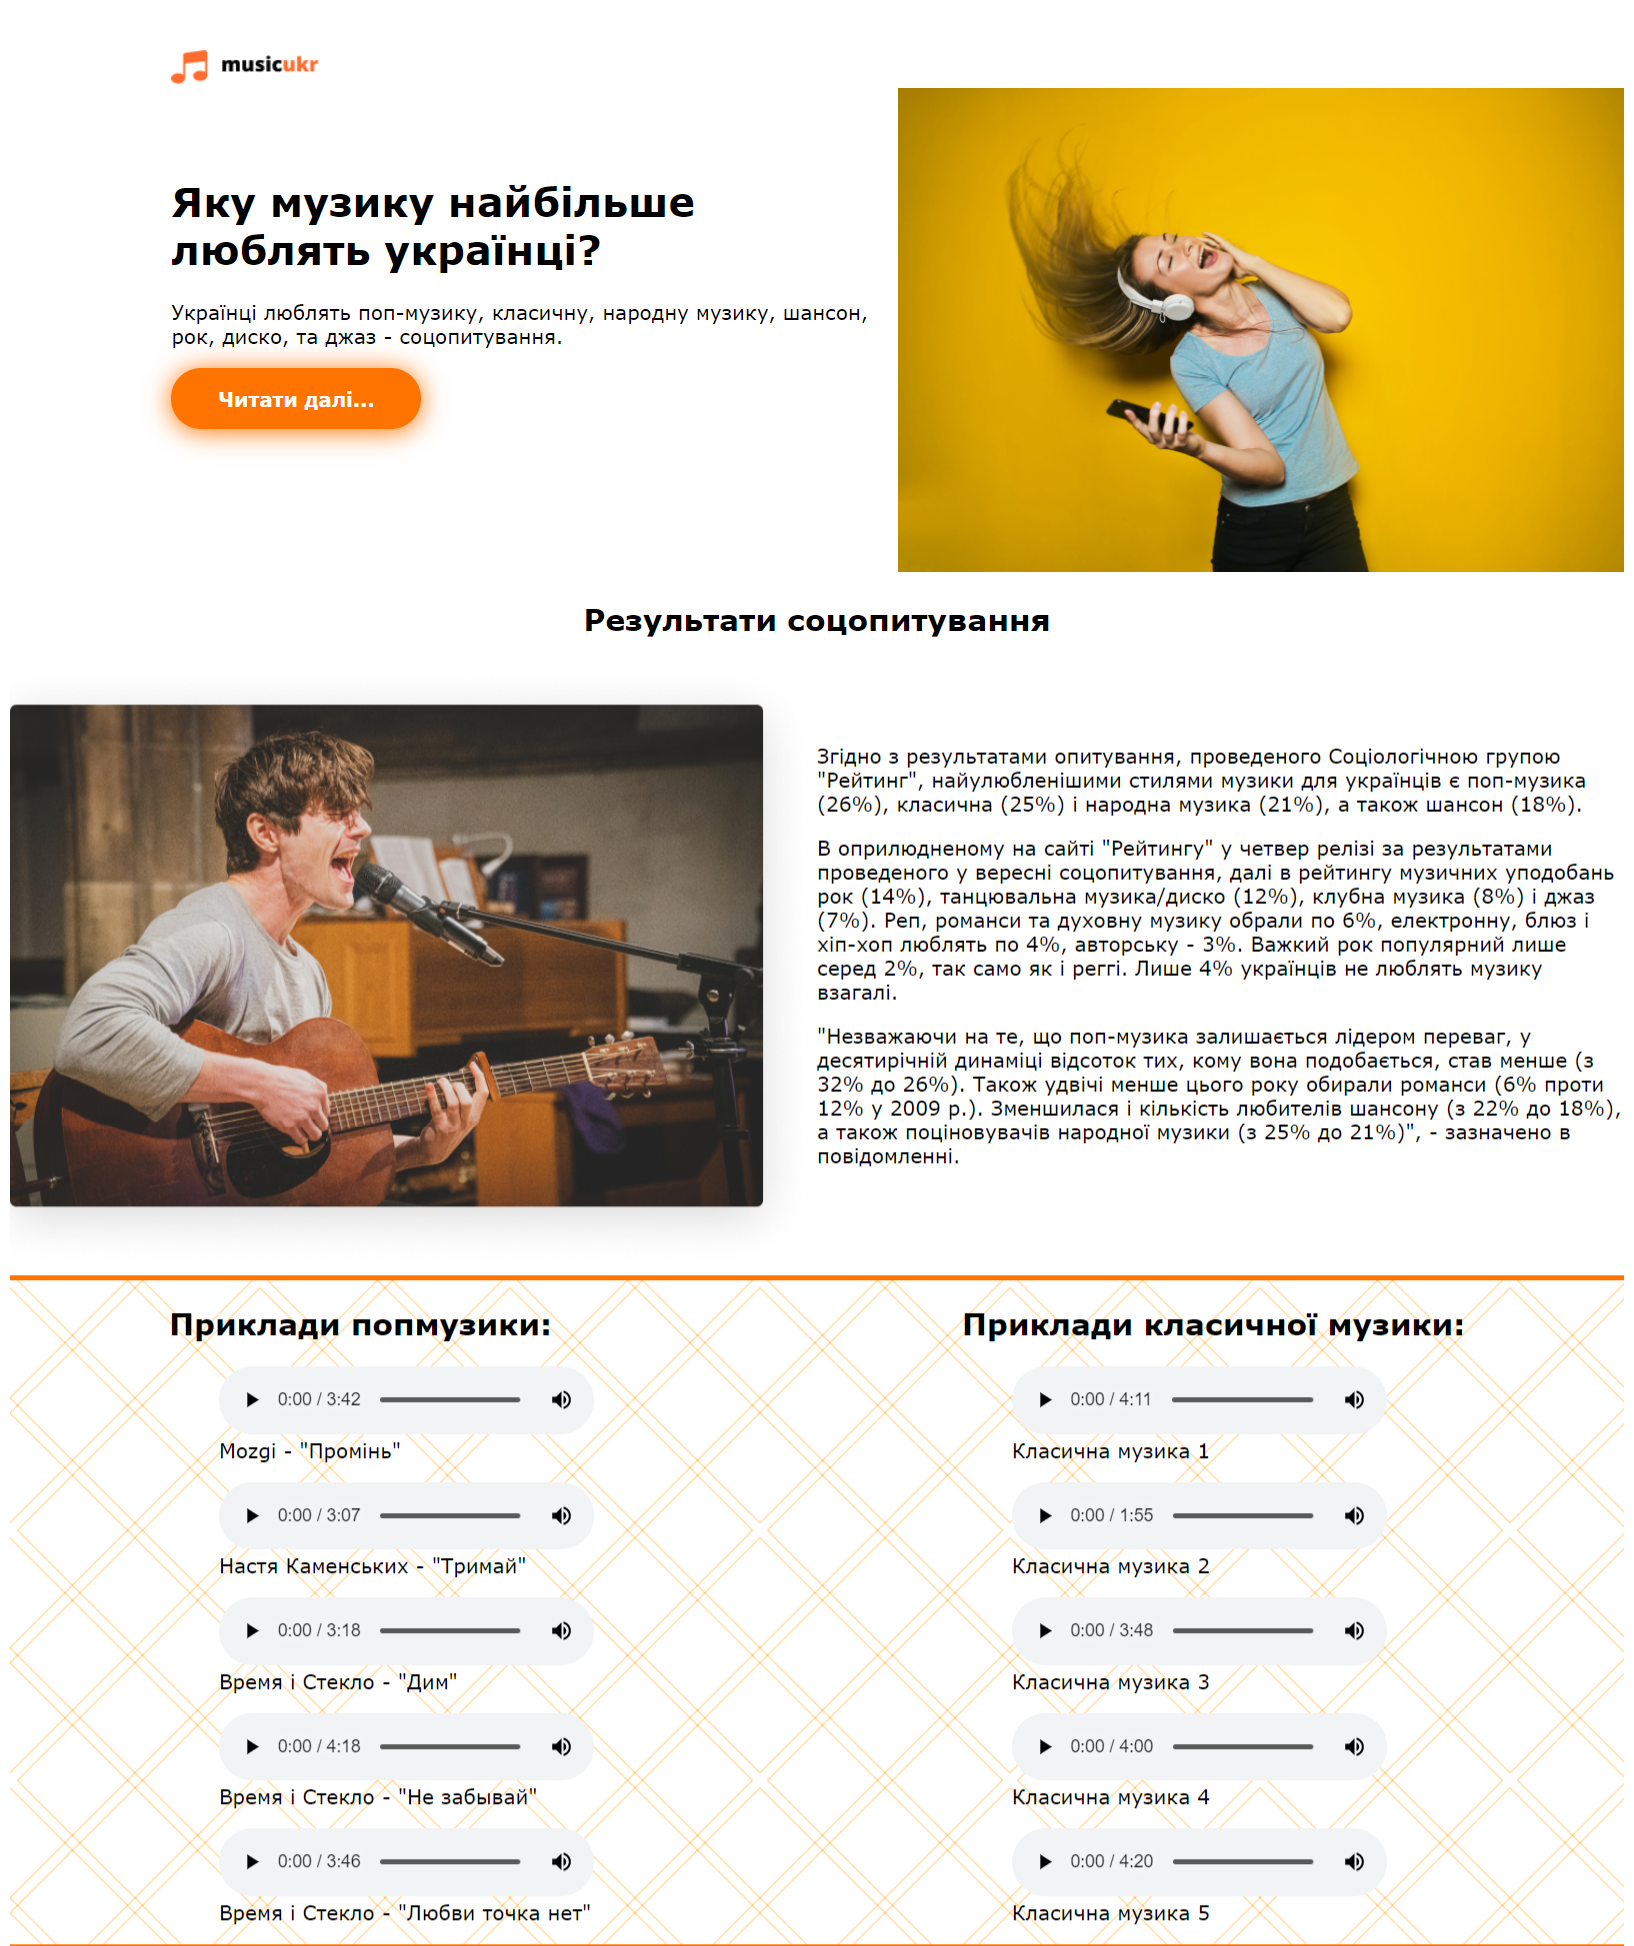 musicukr
Яку музику найбільше
люблять українці?
Українці люблять поп-музику, класичну, народну музику, шансон,
рок, диско, та джаз - соцопитування.
Читати далі...
Результати соцопитування
Згідно з результатами опитування, проведеного Соціологічною групою
"Рейтинг", найулюбленішими стилями музики для українців є поп-музика
(26%), класична (25%) і народна музика (21%), а також шансон (18%).
В оприлюдненому на сайті "Рейтингу" у четвер релізі за результатами
проведеного у вересні соцопитування, далі в рейтингу музичних уподобань
рок (14%), танцювальна музика/диско (12%), клубна музика (8%) і джаз
(7%). Реп, романси та духовну музику обрали по 6%, електронну, блюз і
хіп-хоп люблять по 4%, авторську - 3%. Важкий рок популярний лише
серед 2%, так само як і реггі. Лише 4% українців не люблять музику
взагалі.
"Незважаючи на те, що поп-музика залишається лідером переваг, у
десятирічній динаміці відсоток тих, кому вона подобається, став менше (з
32% до 26%). Також удвічі менше цього року обирали романси (6% проти
12% у 2009 р.). Зменшилася і кількість любителів шансону (з 22% до 18%),
а також поціновувачів народної музики (з 25% до 21%)", - зазначено в
повідомленні.
Приклади попмузики:
0:00 / 3:42
Mozgi - "Промінь"
0:00 / 3:07
Настя Каменських - "Тримай"
0:00 / 3:18
Время і Стекло - "Дим"
0:00 / 4:18
Время і Стекло - "Не забывай"
0:00 / 3:46
Время і Стекло - "Любви точка нет"
Приклади класичної музики:
0:00 / 4:11
Класична музика 1
0:00 / 1:55
Класична музика 2
0:00 / 3:48
Класична музика 3
0:00 / 4:00
Класична музика 4
0:00 / 4:20
Класична музика 5